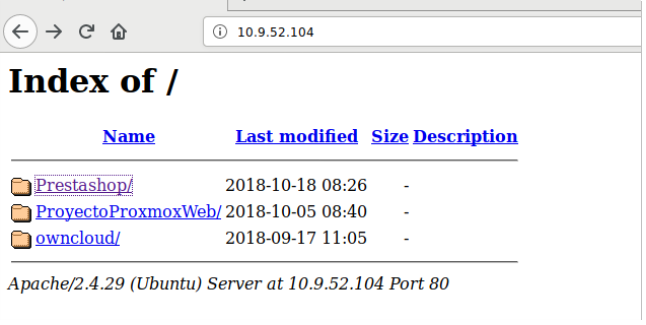 10.9.52.104
Index of /
Name Last modified Size Description
Prestashop/ 2018-10-18 08:26 -
ProyectoProxmoxWeb/ 2018-10-05 08:40 -
owncloud/ 2018-09-17 11:05 -
Apache/2.4.29 (Ubuntu) Server at 10.9.52.104 Port 80